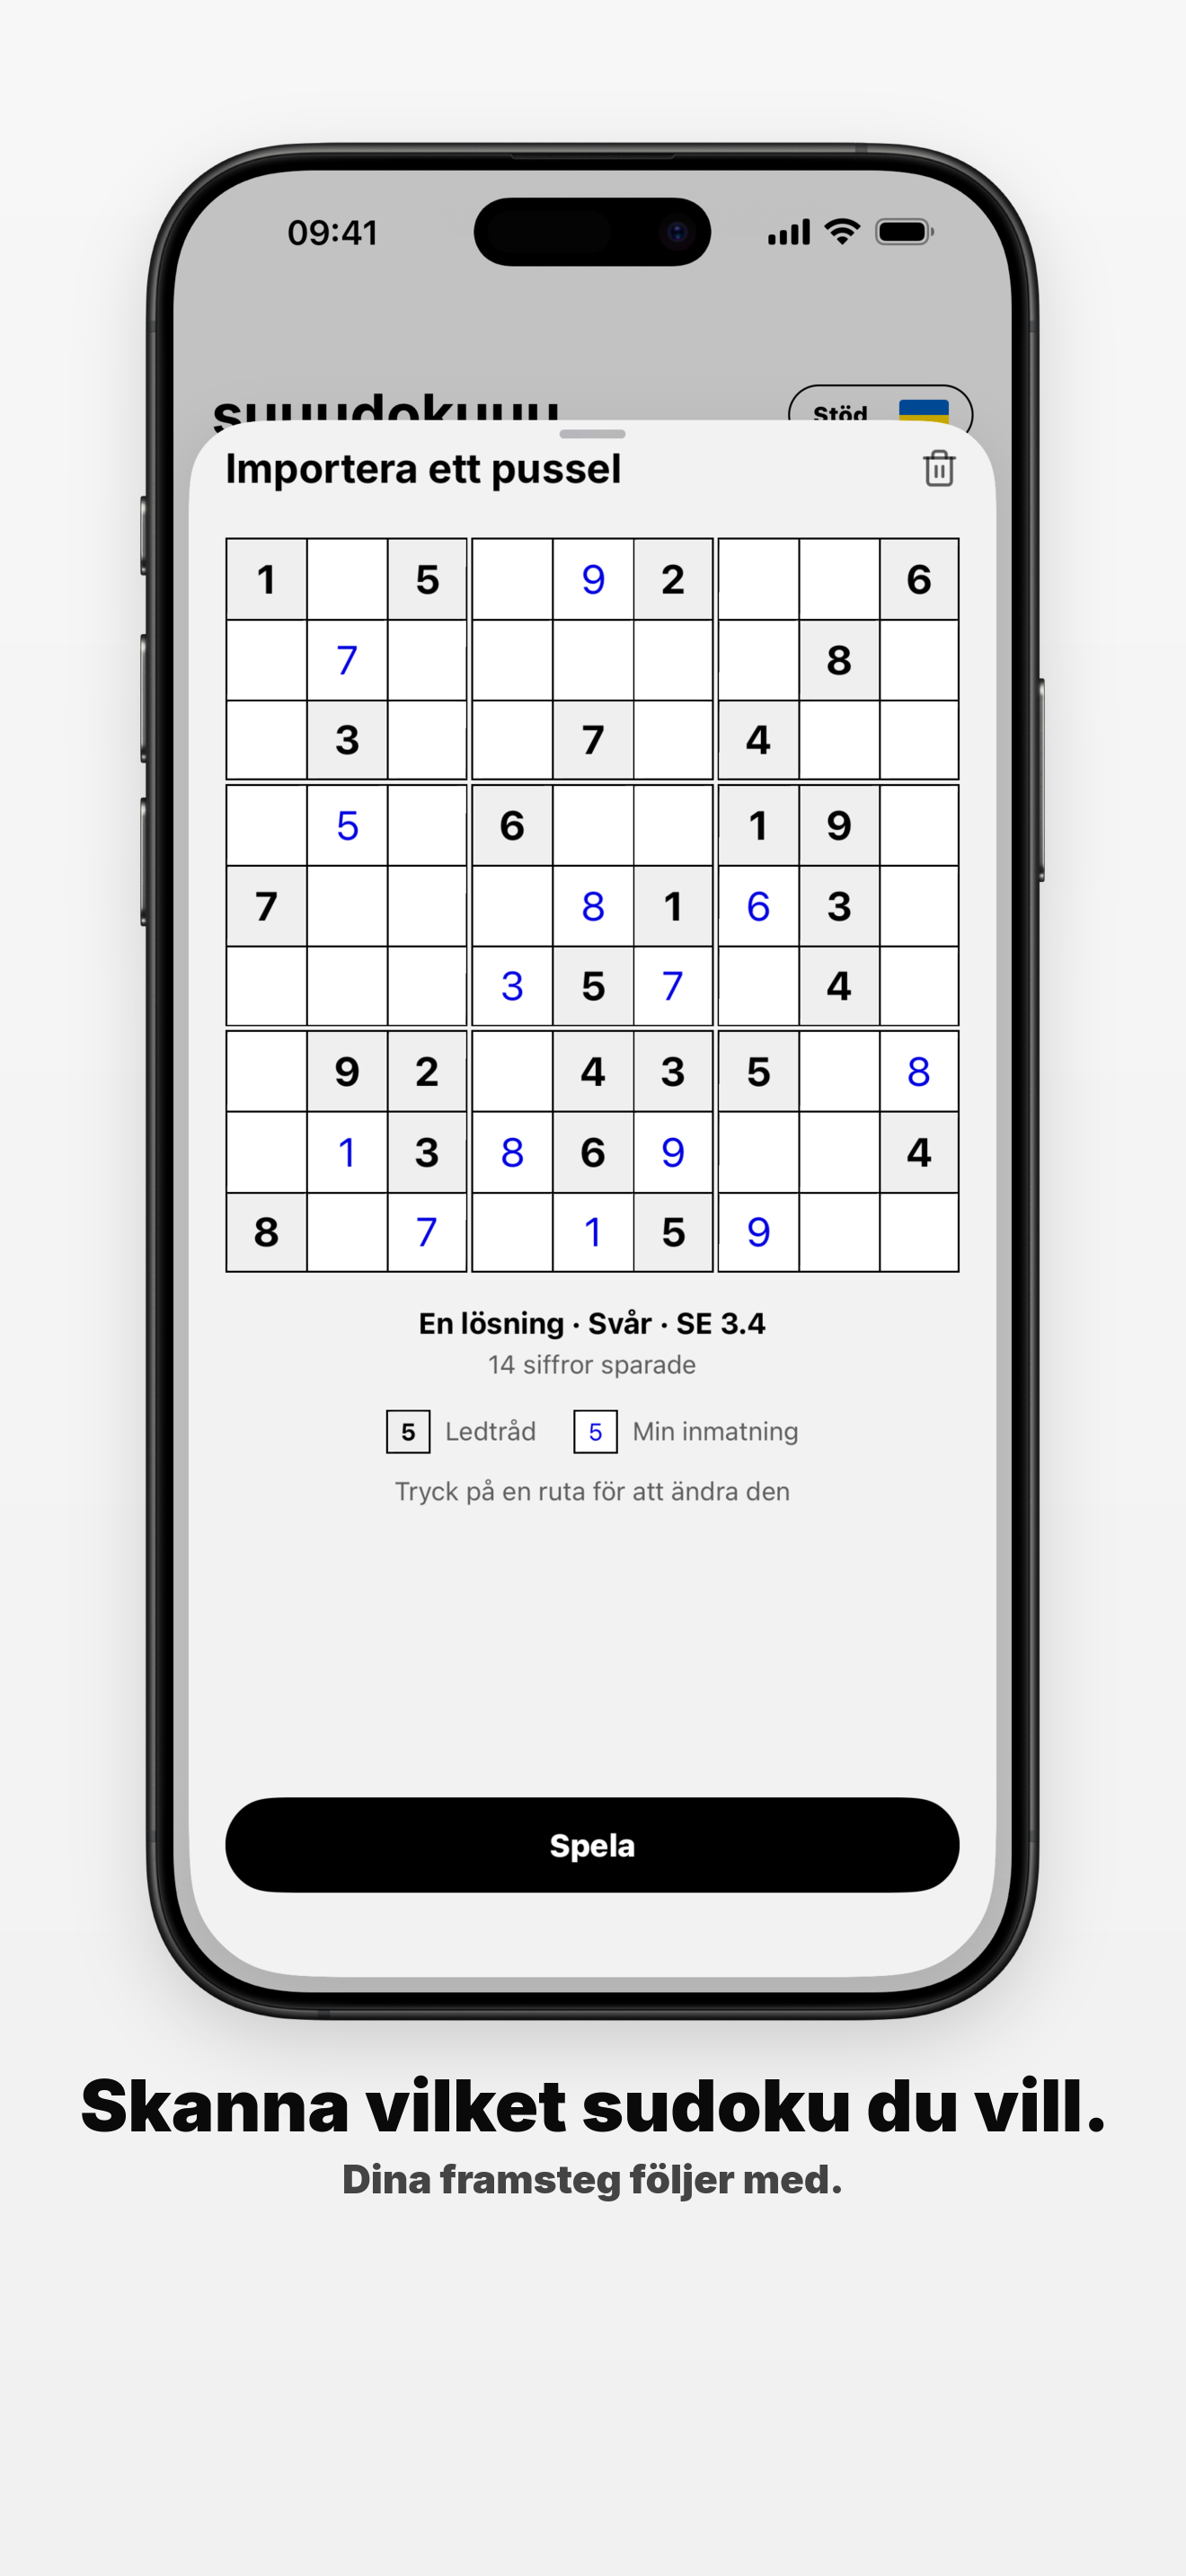 09:41
suuudokuuu
Stöd
Importera ett pussel
1 5 9 2 6
7 8
3 7 4
5 6 1 9
7 8 1 6 3
3 5 7 4
9 2 4 3 5 8
1 3 8 6 9 4
8 7 1 5 9
En lösning · Svår · SE 3.4
14 siffror sparade
5 Ledtråd 5 Min inmatning
Tryck på en ruta för att ändra den
Spela
Skanna vilket sudoku du vill.
Dina framsteg följer med.